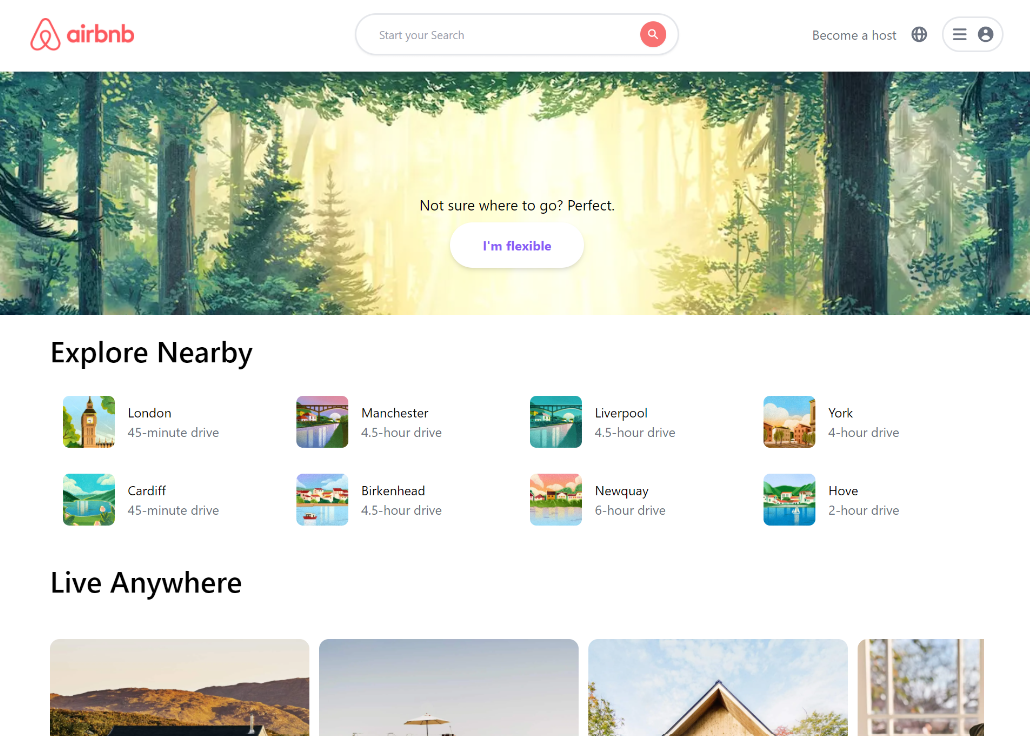 airbnb
Start your Search
Become a host
Not sure where to go? Perfect.
I'm flexible
Explore Nearby
London
45-minute drive
Manchester
4.5-hour drive
Liverpool
4.5-hour drive
York
4-hour drive
Cardiff
45-minute drive
Birkenhead
4.5-hour drive
Newquay
6-hour drive
Hove
2-hour drive
Live Anywhere